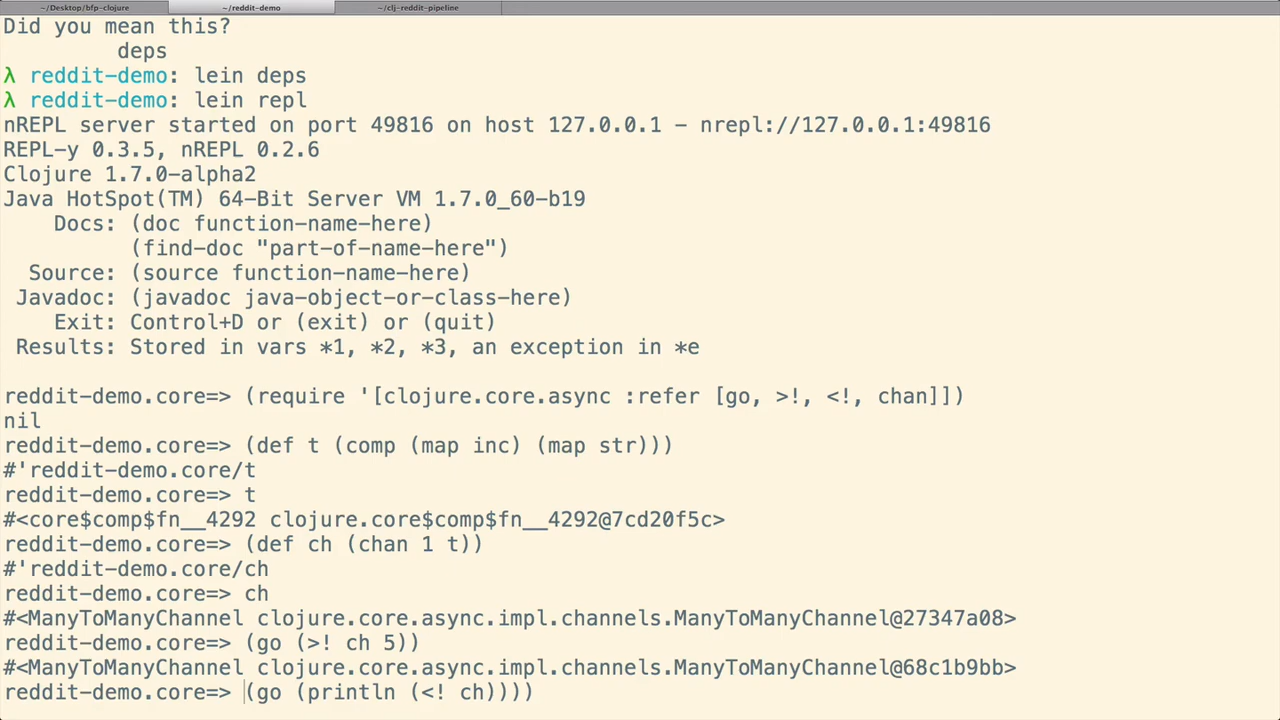 ~/Desktop/bfp-clojure ~/reddit-demo ~/clj-reddit-pipeline
Did you mean this?
deps
λ reddit-demo: lein deps
λ reddit-demo: lein repl
nREPL server started on port 49816 on host 127.0.0.1 - nrepl://127.0.0.1:49816
REPL-y 0.3.5, nREPL 0.2.6
Clojure 1.7.0-alpha2
Java HotSpot(TM) 64-Bit Server VM 1.7.0_60-b19
Docs: (doc function-name-here)
(find-doc "part-of-name-here")
Source: (source function-name-here)
Javadoc: (javadoc java-object-or-class-here)
Exit: Control+D or (exit) or (quit)
Results: Stored in vars *1, *2, *3, an exception in *e
reddit-demo.core=> (require '[clojure.core.async :refer [go, >!, <!, chan]])
nil
reddit-demo.core=> (def t (comp (map inc) (map str)))
#'reddit-demo.core/t
reddit-demo.core=> t
#<core$comp$fn__4292 clojure.core$comp$fn__4292@7cd20f5c>
reddit-demo.core=> (def ch (chan 1 t))
#'reddit-demo.core/ch
reddit-demo.core=> ch
#<ManyToManyChannel clojure.core.async.impl.channels.ManyToManyChannel@27347a08>
reddit-demo.core=> (go (>! ch 5))
#<ManyToManyChannel clojure.core.async.impl.channels.ManyToManyChannel@68c1b9bb>
reddit-demo.core=> (go (println (<! ch))))